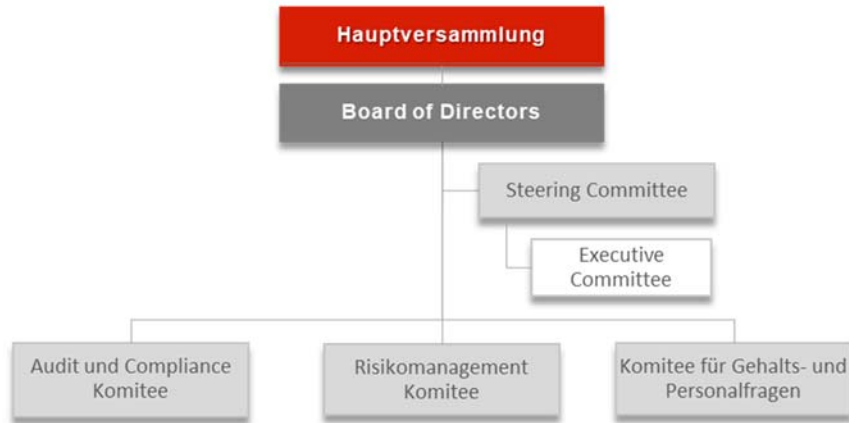 Hauptversammlung
Board of Directors
Steering Committee
Executive
Committee
Audit und Compliance
Komitee
Risikomanagement
Komitee
Komitee für Gehalts- und
Personalfragen